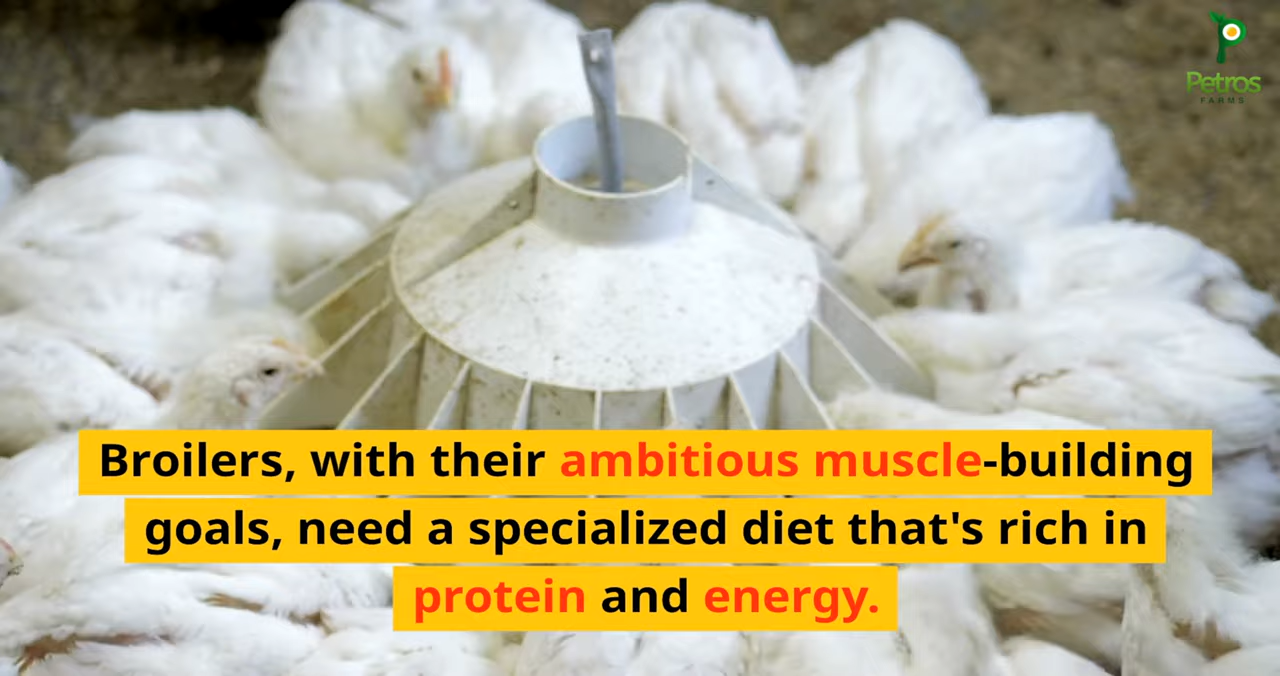 Petros
FARMS
Broilers, with their ambitious muscle-building
goals, need a specialized diet that's rich in
protein and energy.